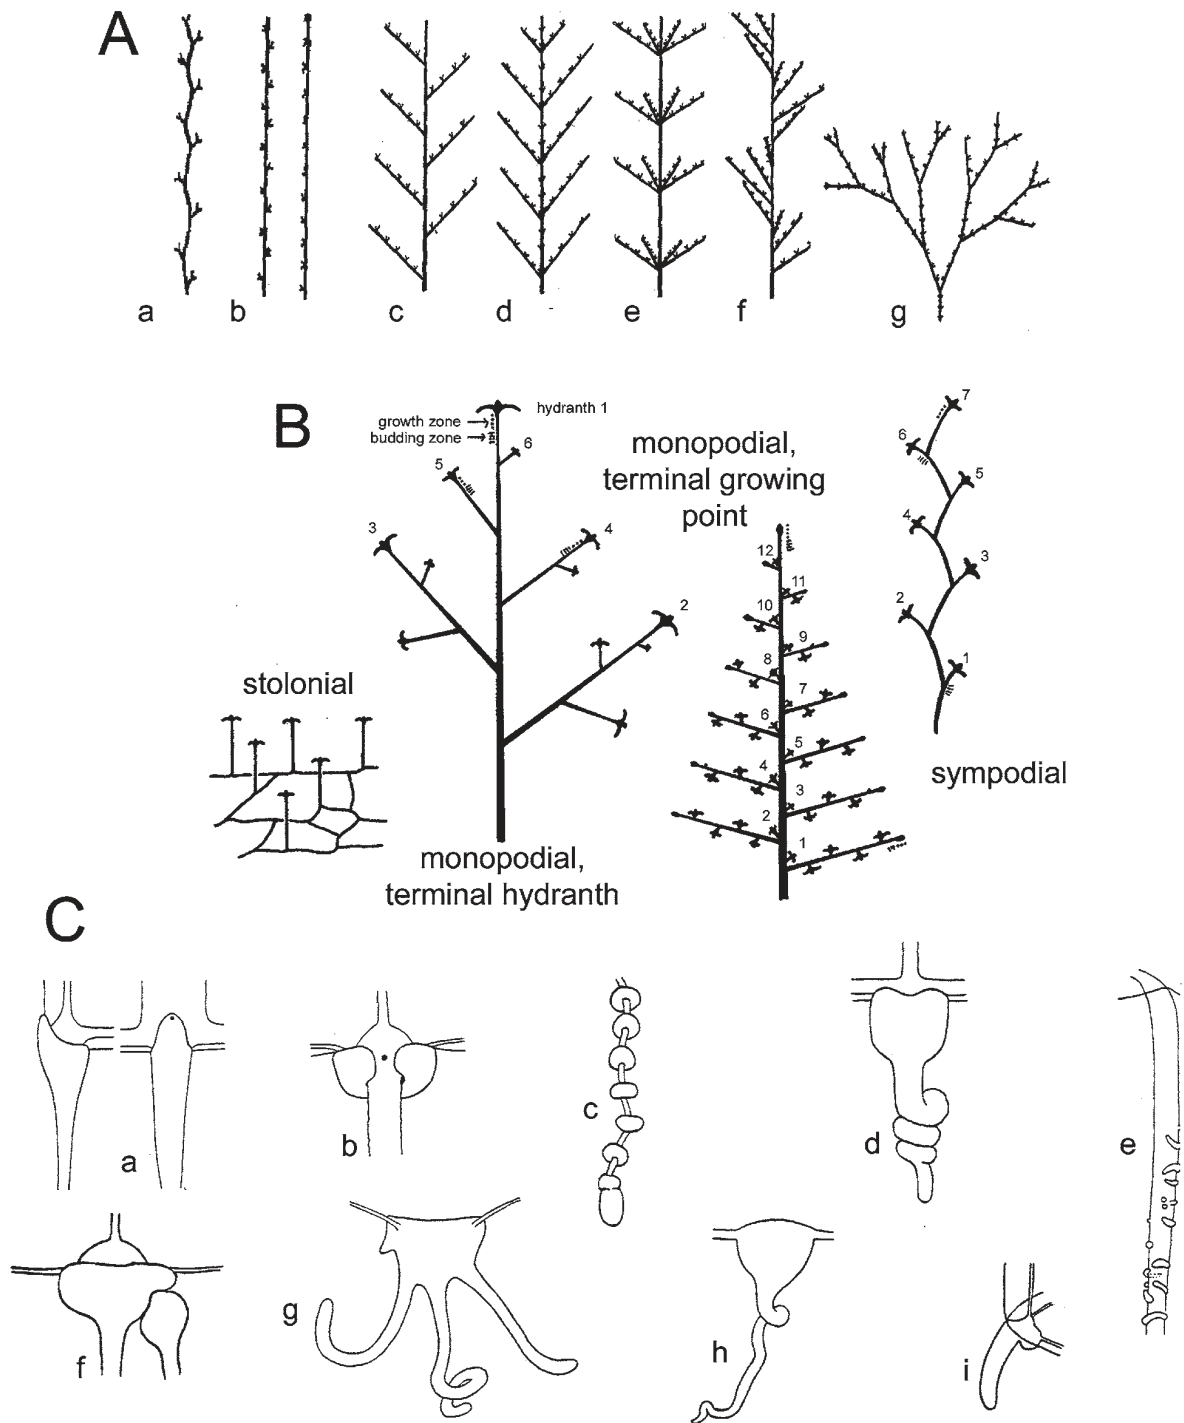 A
a b c d e f g
B
hydranth 1
growth zone
budding zone
6
5
4
3
2
monopodial,
terminal hydranth
stolonial
monopodial,
terminal growing
point
12
11
10
9
8
7
6
5
4
3
2
1
7
6
5
4
3
2
1
sympodial
C
a
b
c
d
e
f
g
h
i